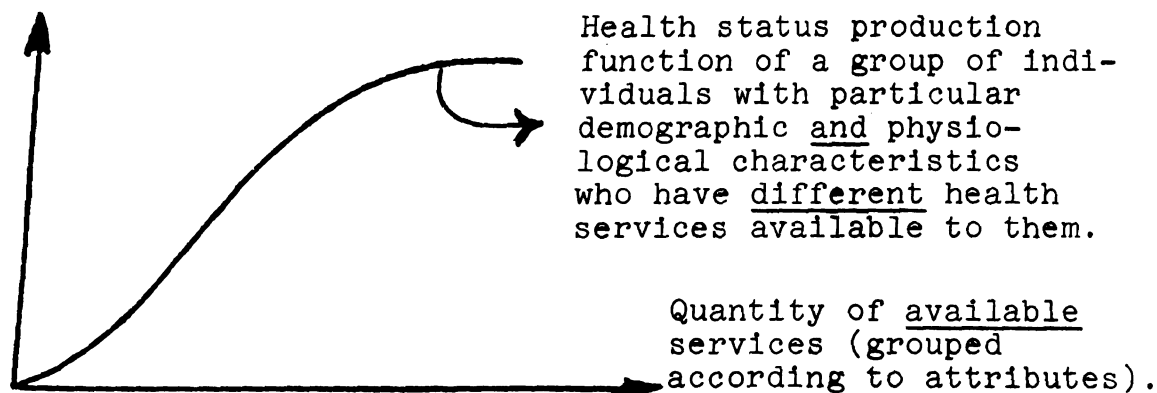 Health status production
function of a group of indi-
viduals with particular
demographic and physio-
logical characteristics
who have different health
services available to them.
Quantity of available
services (grouped
according to attributes).